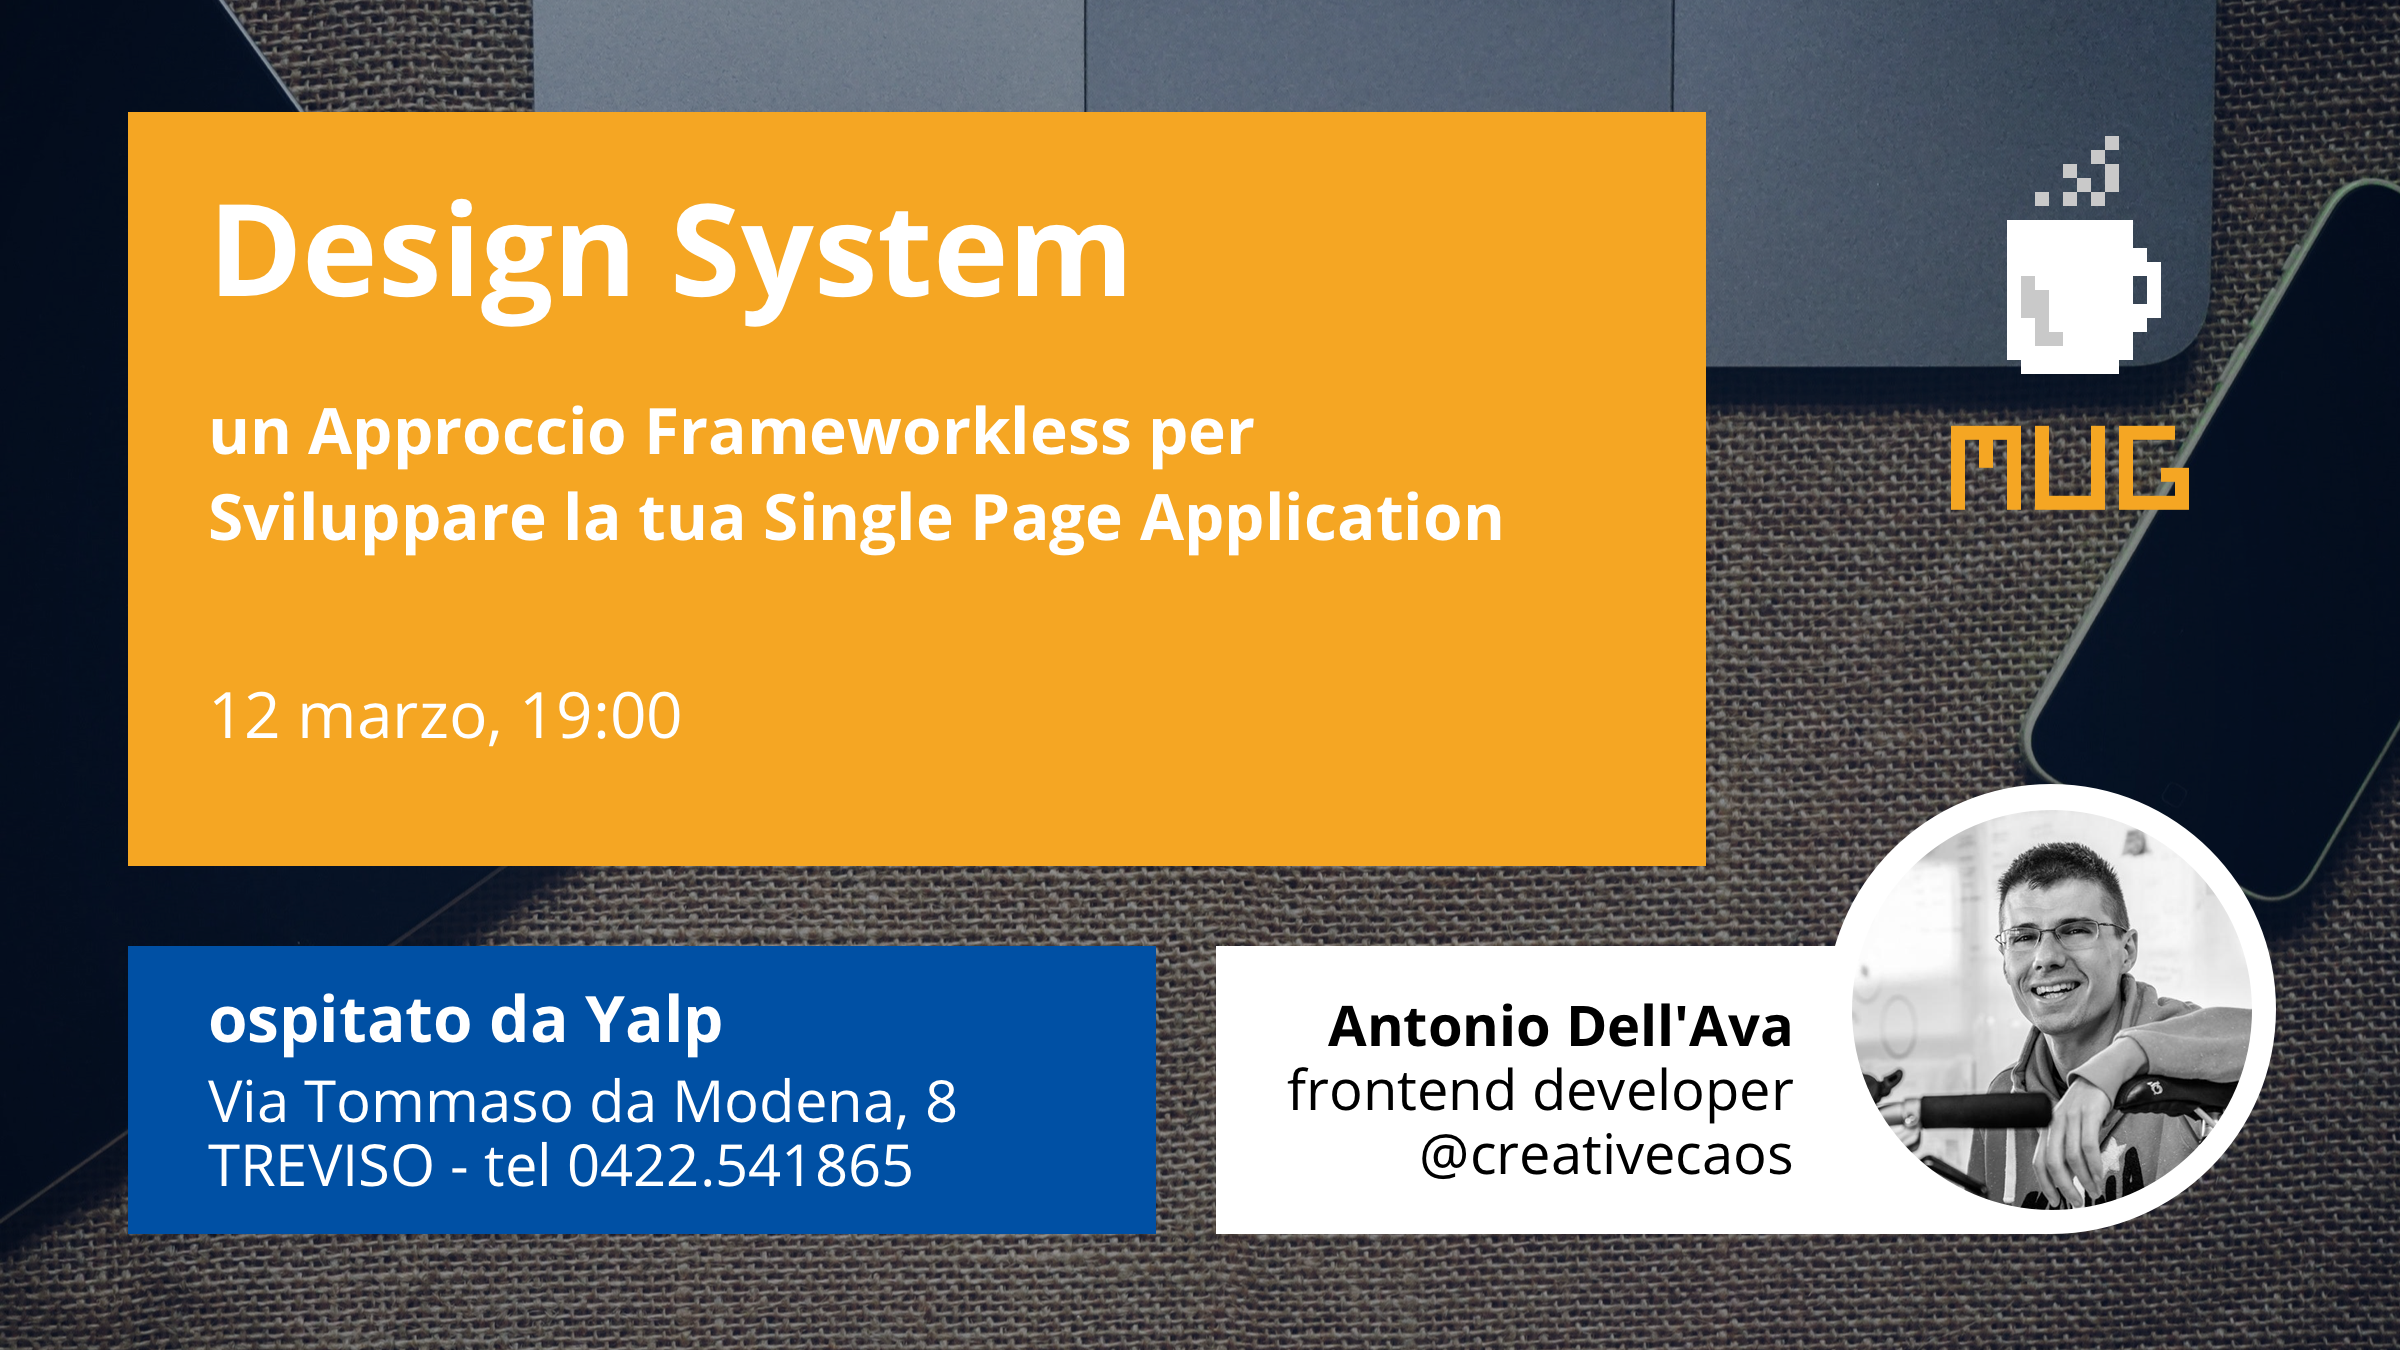 Design System
un Approccio Frameworkless per
Sviluppare la tua Single Page Application
12 marzo, 19:00
MUG
ospitato da Yalp
Via Tommaso da Modena, 8
TREVISO - tel 0422.541865
Antonio Dell'Ava
frontend developer
@creativecaos